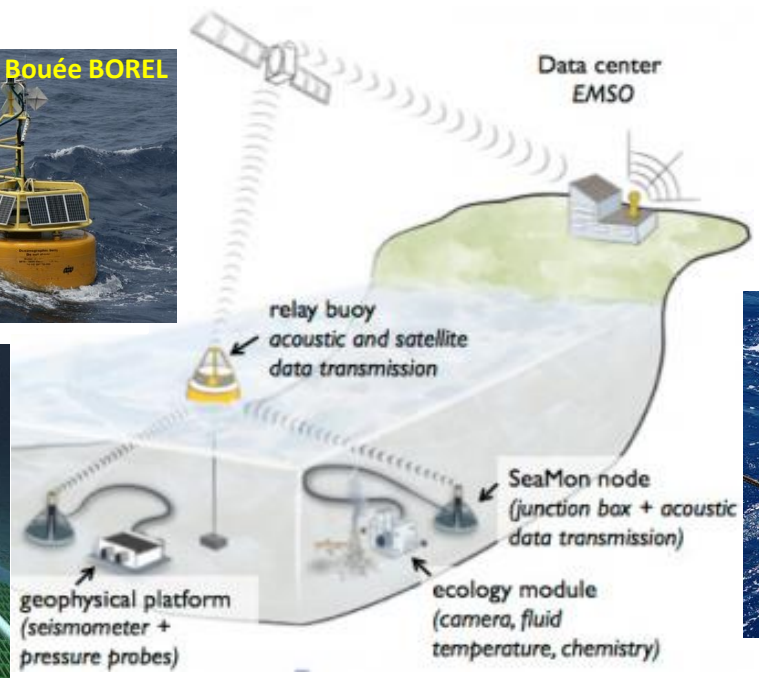 Bouée BOREL
Data center
EMSO
relay buoy
acoustic and satellite
data transmission
SeaMon node
(junction box + acoustic
data transmission)
geophysical platform
(seismometer +
pressure probes)
ecology module
(camera, fluid
temperature, chemistry)